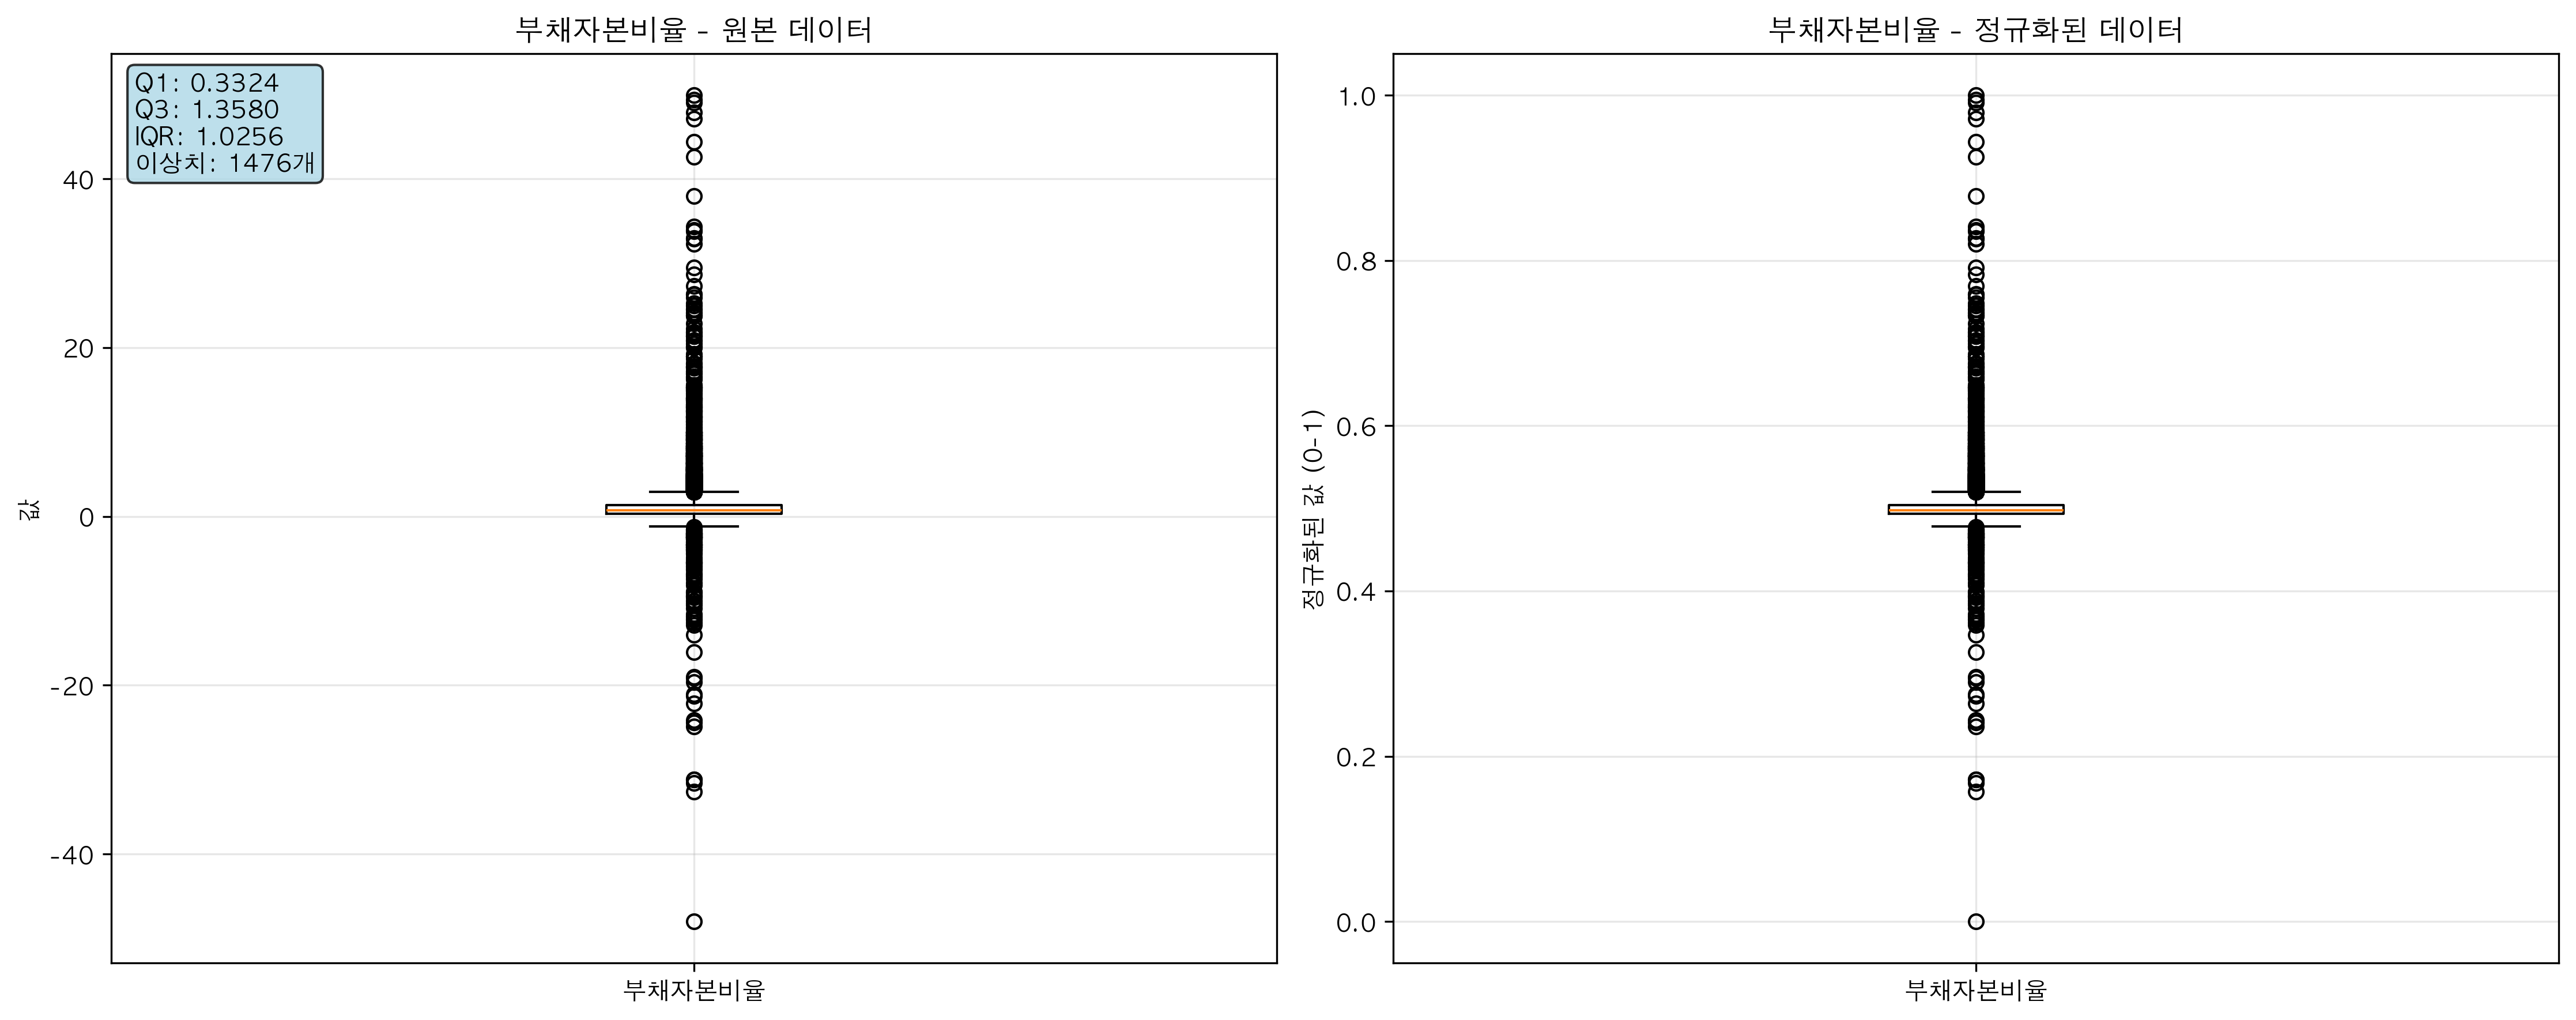 부채자본비율 - 원본 데이터
Q1: 0.3324
Q3: 1.3580
IQR: 1.0256
이상치: 1476개
값
40
20
0
-20
-40
부채자본비율
부채자본비율 - 정규화된 데이터
정규화된 값 (0-1)
1.0
0.8
0.6
0.4
0.2
0.0
부채자본비율